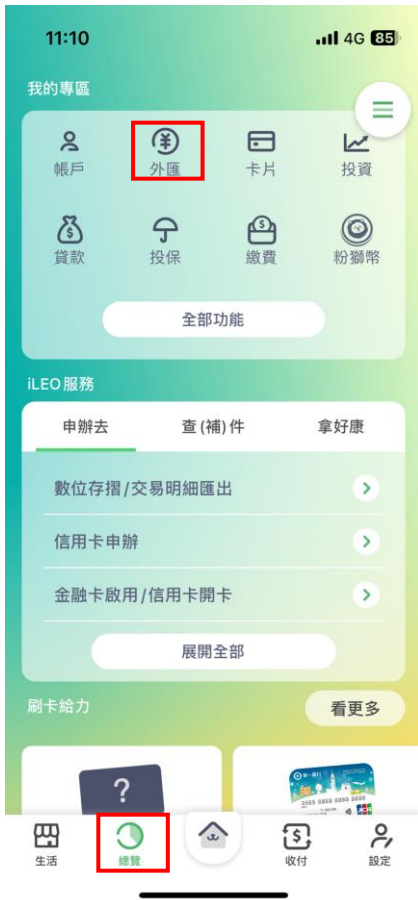 11:10 4G 85
我的專區
帳戶 外匯 卡片 投資
貸款 投保 繳費 粉獅幣
全部功能
iLEO服務
申辦去 查(補)件 拿好康
數位存摺/交易明細匯出
信用卡申辦
金融卡啟用/信用卡開卡
展開全部
刷卡給力 看更多
?
第一銀行
生活 總覽 收付 設定